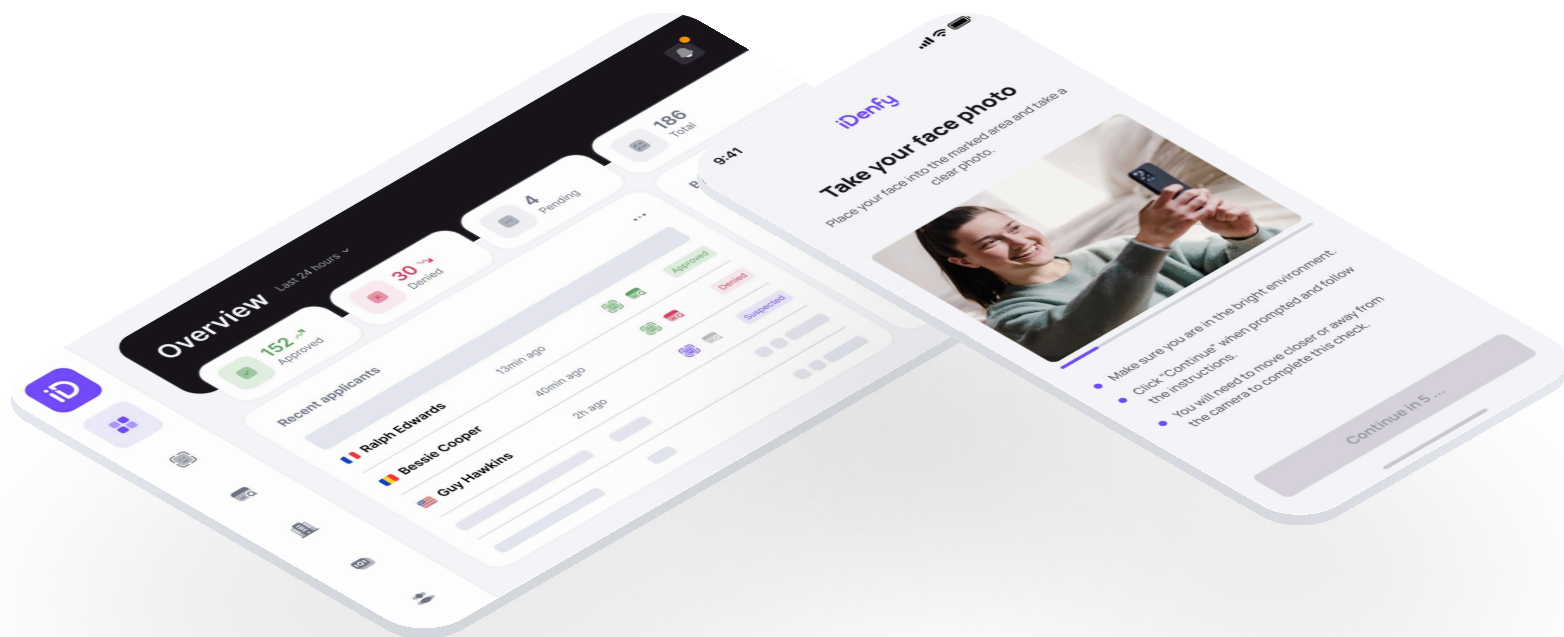 Overview
Last 24 hours
152
Approved
30
Denied
4
Pending
186
Total
Recent applicants
Ralph Edwards
13min ago
Approved
Bessie Cooper
40min ago
Denied
Guy Hawkins
2h ago
Suspected
iD
9:41
iDenfy
Take your face photo
Place your face into the marked area and take a
clear photo.
Make sure you are in the bright environment.
Click "Continue" when prompted and follow
the instructions.
You will need to move closer or away from
the camera to complete this check.
Continue in 5 ...